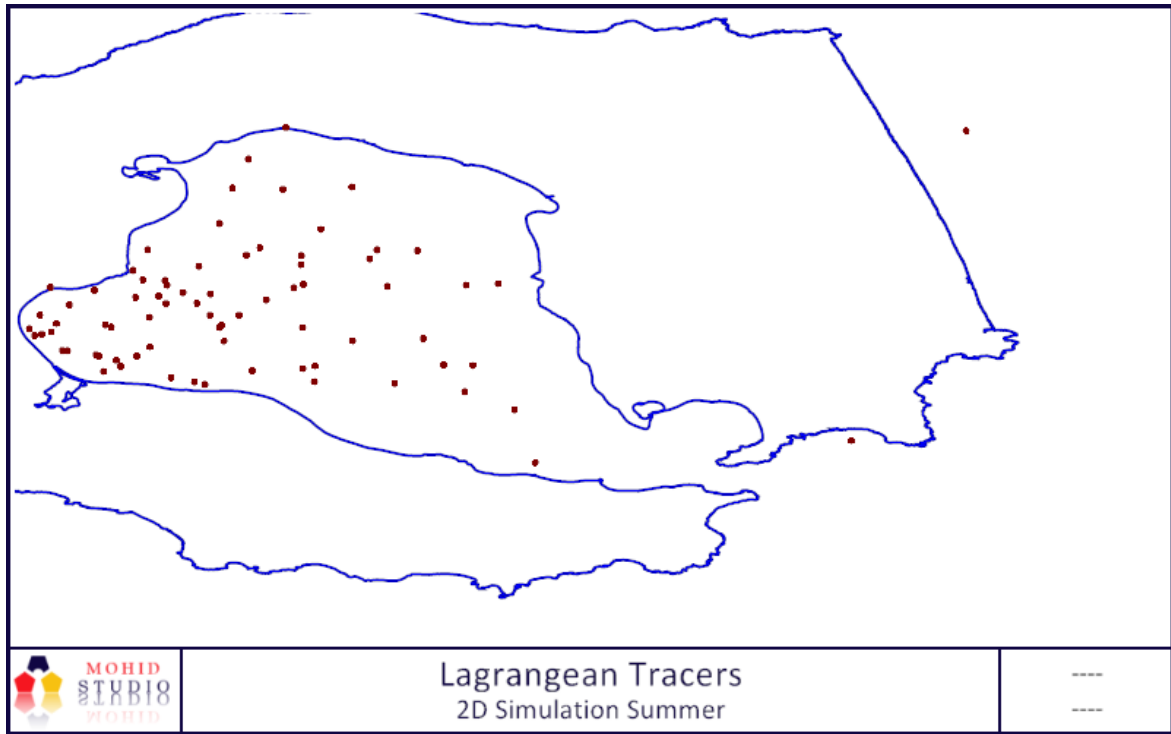 MOHID
STUDIO
Lagrangean Tracers
2D Simulation Summer
----
----